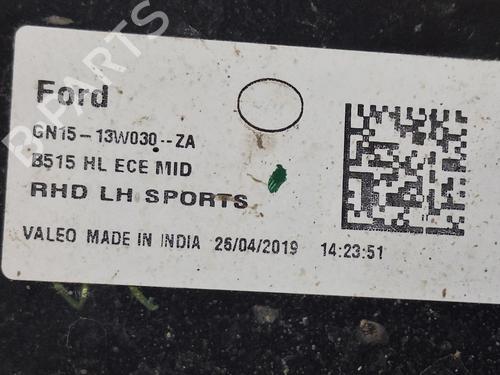 Ford
GN15-13W030--ZA
B515 HL ECE MID
RHD LH SPORTS
VALEO MADE IN INDIA 25/04/2019 14:23:51